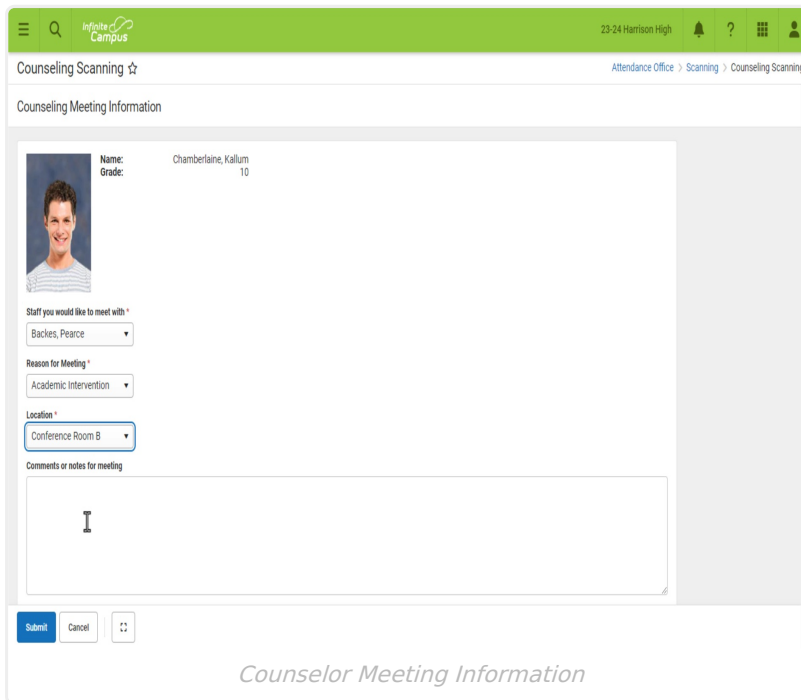 Infinite Campus
23-24 Harrison High
?
Counseling Scanning
Attendance Office > Scanning > Counseling Scanning
Counseling Meeting Information
Name: Chamberlaine, Kallum
Grade: 10
Staff you would like to meet with *
Backes, Pearce
Reason for Meeting *
Academic Intervention
Location *
Conference Room B
Comments or notes for meeting
Submit Cancel
Counselor Meeting Information